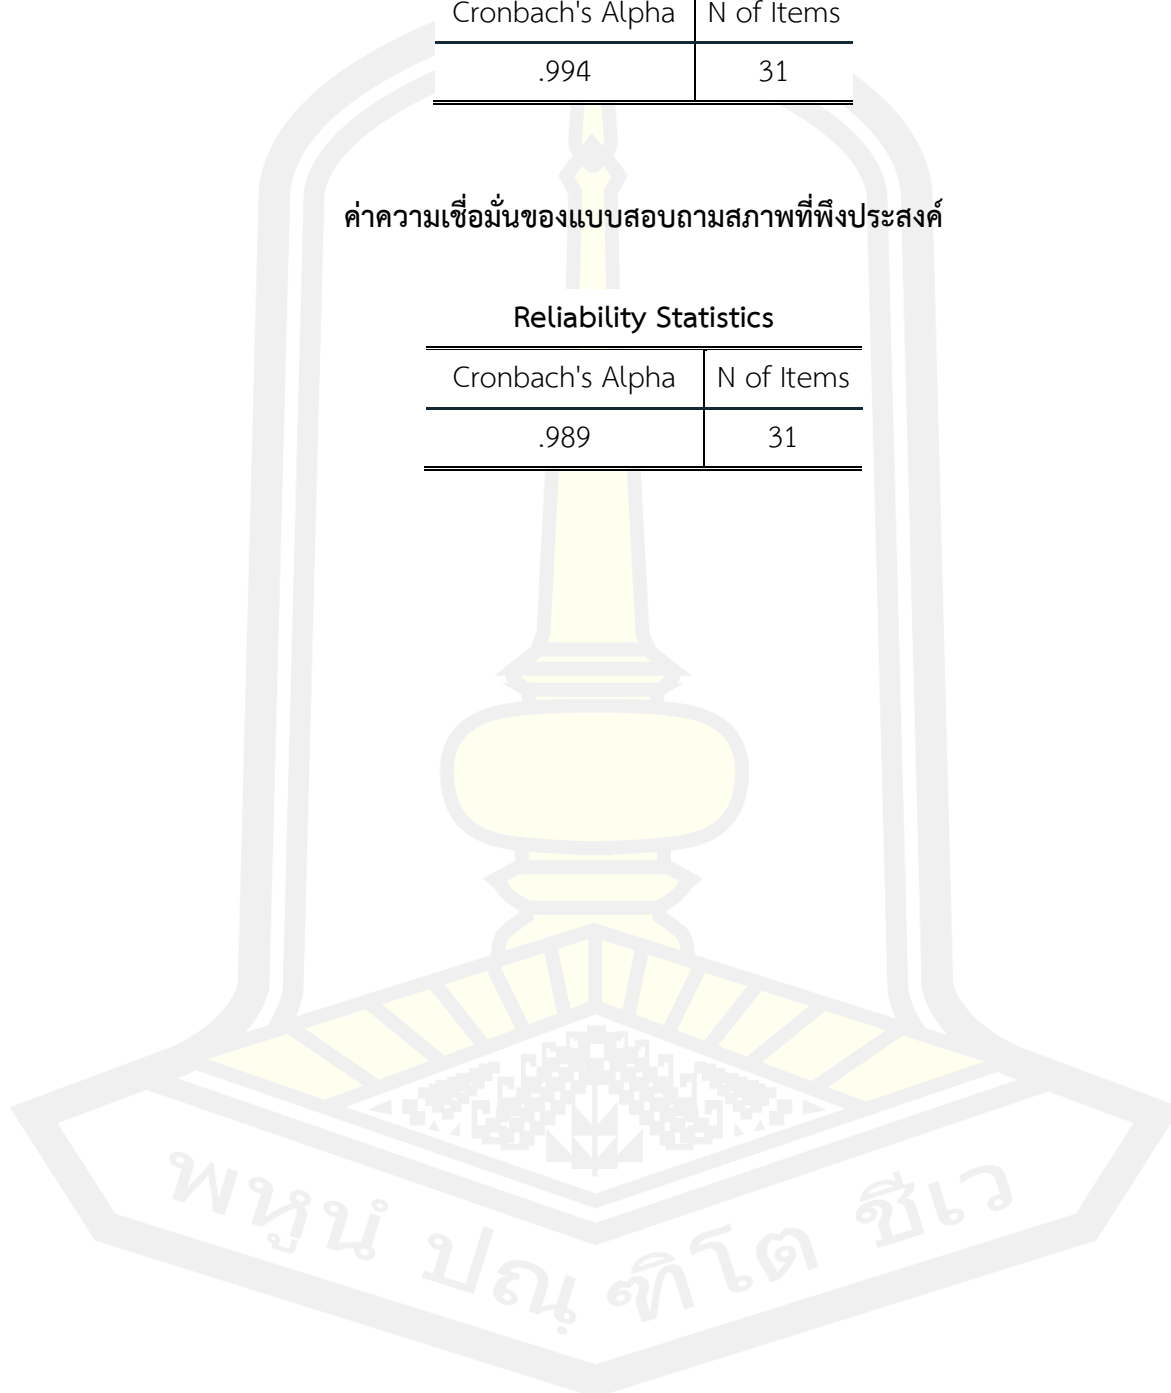 Cronbach's Alpha N of Items
.994 31
ค่าความเชื่อมั่นของแบบสอบถามสภาพที่พึงประสงค์
Reliability Statistics
Cronbach's Alpha N of Items
.989 31
พหูนํ ปณฺฑิโต ชีเว